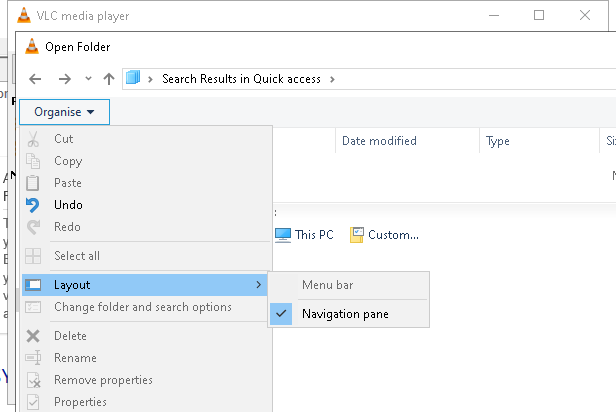 VLC media player
Open Folder
Search Results in Quick access
Organise
Date modified
Type
Cut
Copy
Paste
Undo
Redo
Select all
This PC
Custom...
Layout
Menu bar
Change folder and search options
Navigation pane
Delete
Rename
Remove properties
Properties